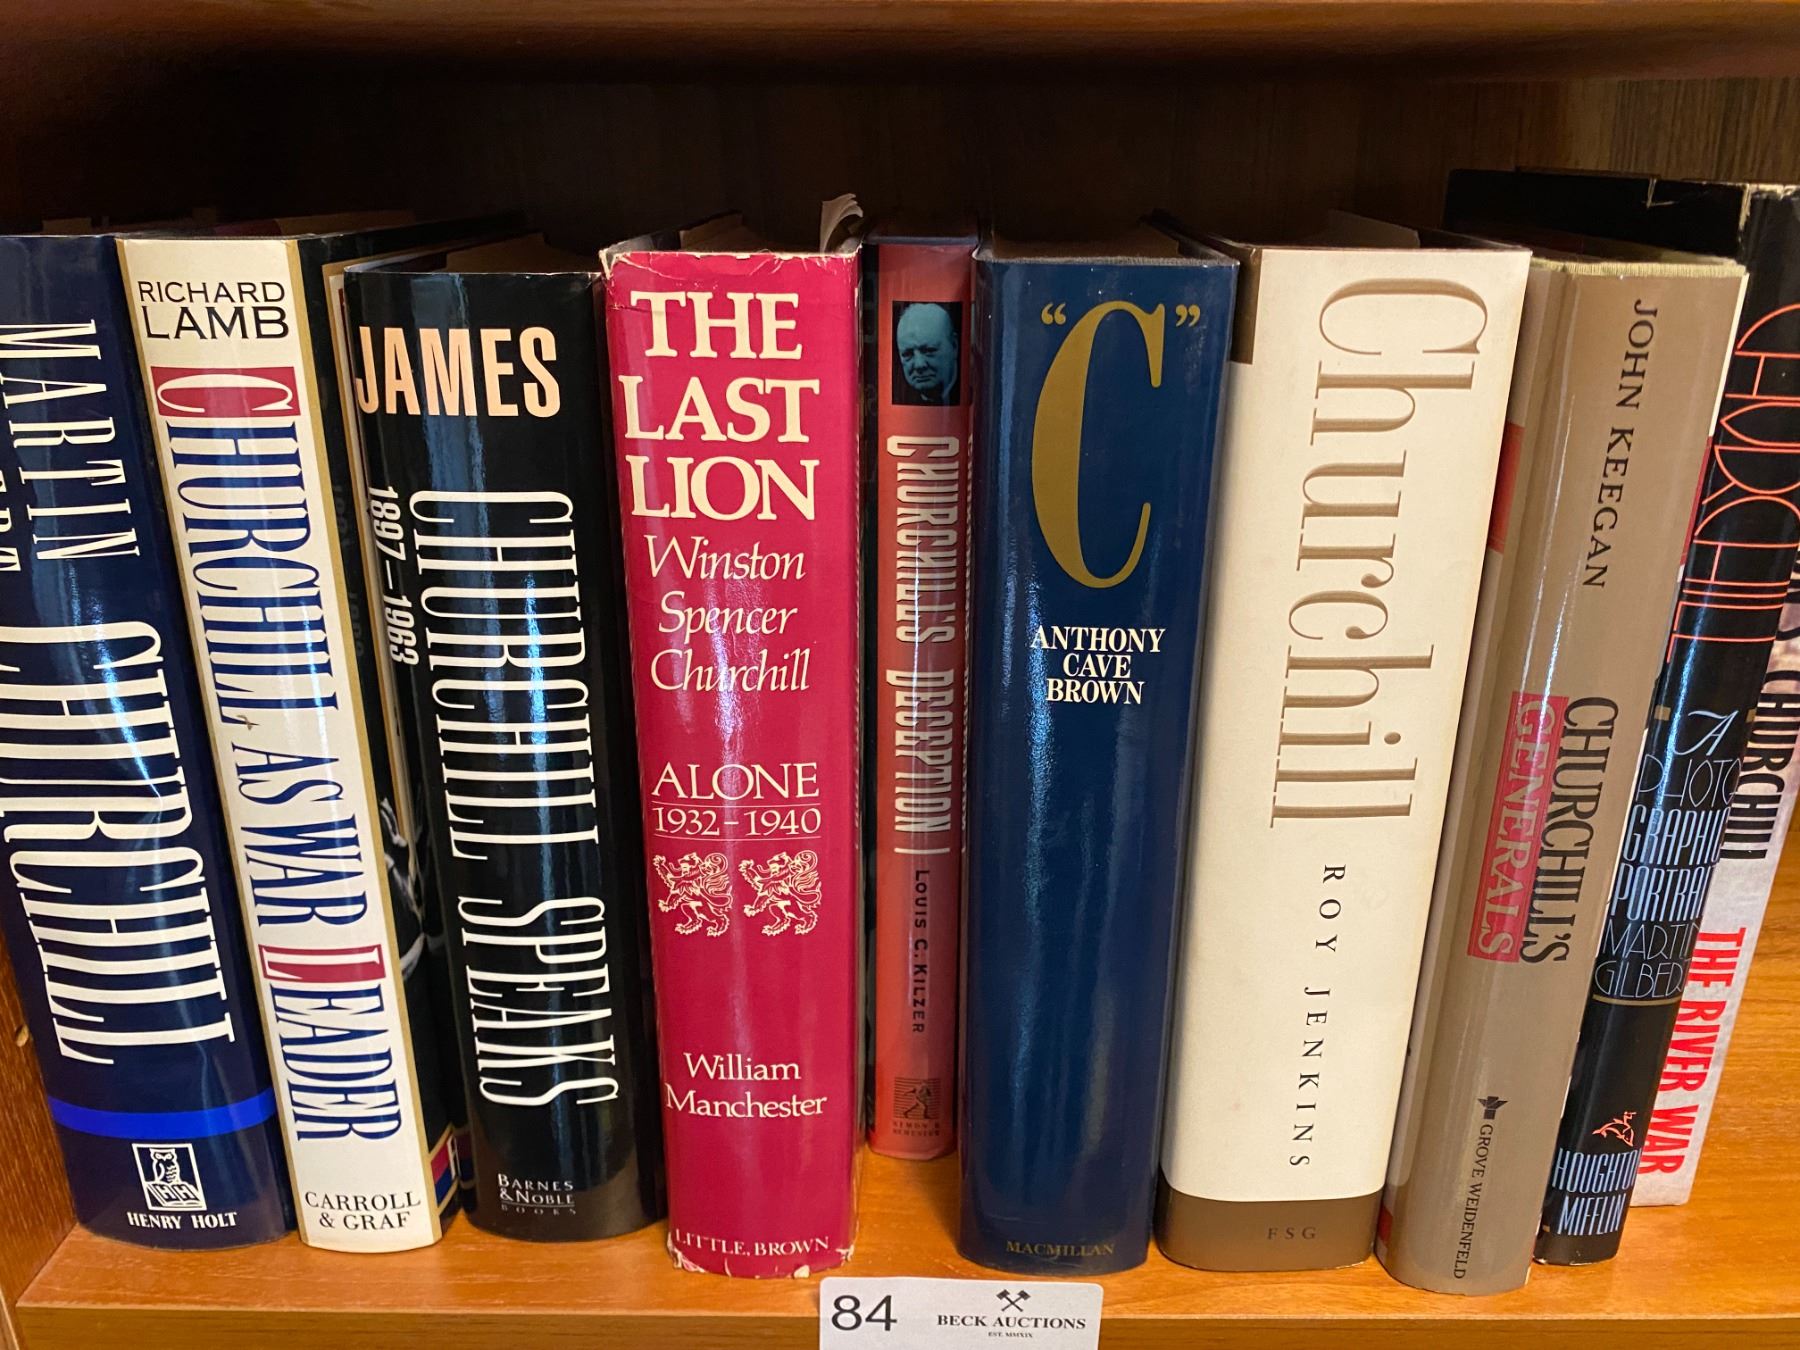 MARTIN
CHURCHILL
HENRY HOLT
RICHARD
LAMB
CHURCHILL AS WAR LEADER
CARROLL
& GRAF
JAMES
CHURCHILL SPEAKS
1897–1963
BARNES
& NOBLE
BOOKS
THE
LAST
LION
Winston
Spencer
Churchill
ALONE
1932–1940
William
Manchester
LITTLE, BROWN
CHURCHILL'S DECEPTION
LOUIS C. KILZER
SIMON &
"C"
ANTHONY
CAVE
BROWN
MACMILLAN
Churchill
ROY JENKINS
FSG
JOHN KEEGAN
CHURCHILL'S
GENERALS
GROVE WEIDENFELD
CHURCHILL
A
PHOTO
GRAPHIC
PORTRAIT
MARTIN
GILBERT
HOUGHTON
MIFFLIN
CHURCHILL
THE RIVER WAR
84
BECK AUCTIONS
EST. MMXIX